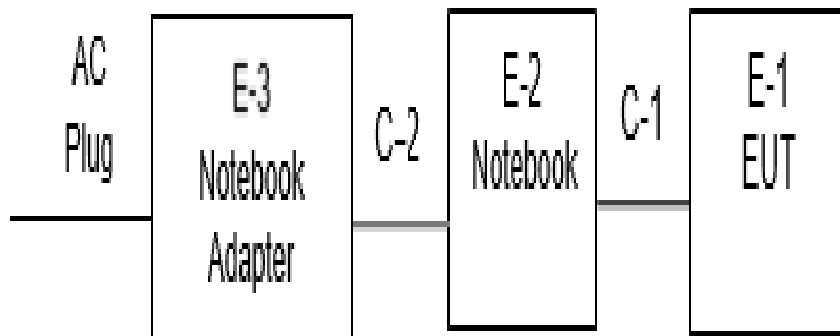 AC
Plug
E-3
Notebook
Adapter
C-2
E-2
Notebook
C-1
E-1
EUT